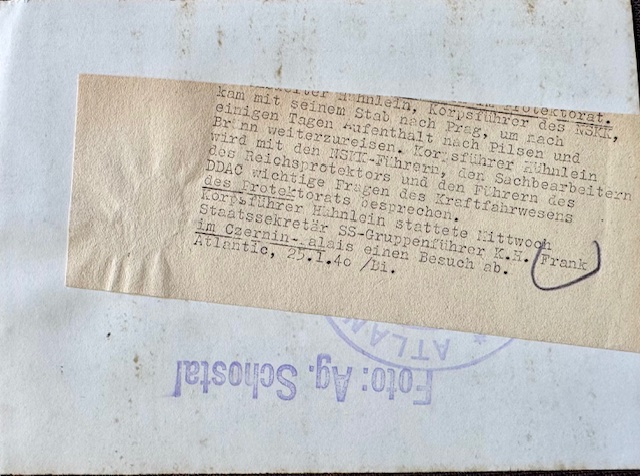 Hühnlein, Korpsführer des NSKK,
kam mit seinem Stab nach Prag, um nach
einigen Tagen Aufenthalt nach Pilsen und
Brünn weiterzureisen. Korpsführer Hühnlein
wird mit den NSKK-Führern, den Sachbearbeitern
des Reichsprotektors und den Führern des
DDAC wichtige Fragen des Kraftfahrwesens
des Protektorats besprechen.
Korpsführer Hühnlein stattete Mittwoch
Staatssekretär SS-Gruppenführer K.H. Frank
im Czernin-.alais einen Besuch ab.
Atlantic, 25.1.40 /Bi.
ATLAN
Foto: Ag. Schostal